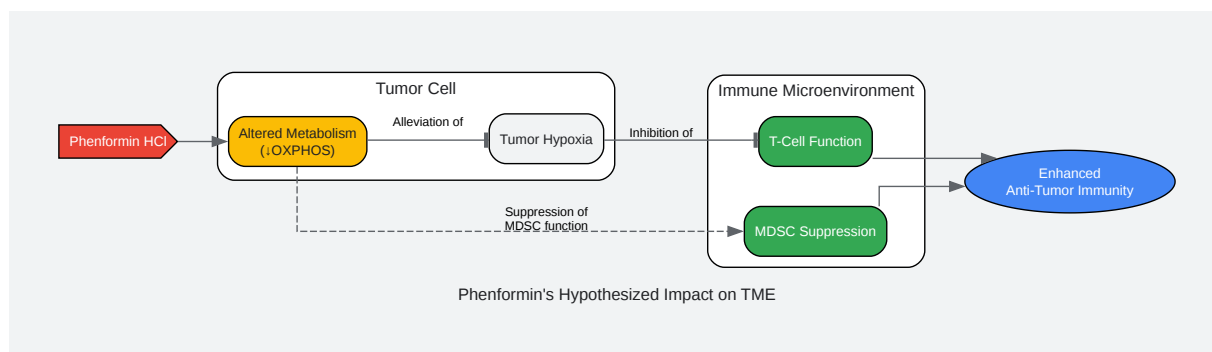 Tumor Cell
Immune Microenvironment
Phenformin HCl
Altered Metabolism
(↓OXPHOS)
Alleviation of
Tumor Hypoxia
Inhibition of
T-Cell Function
Enhanced
Anti-Tumor Immunity
Suppression of
MDSC function
MDSC Suppression
Phenformin's Hypothesized Impact on TME